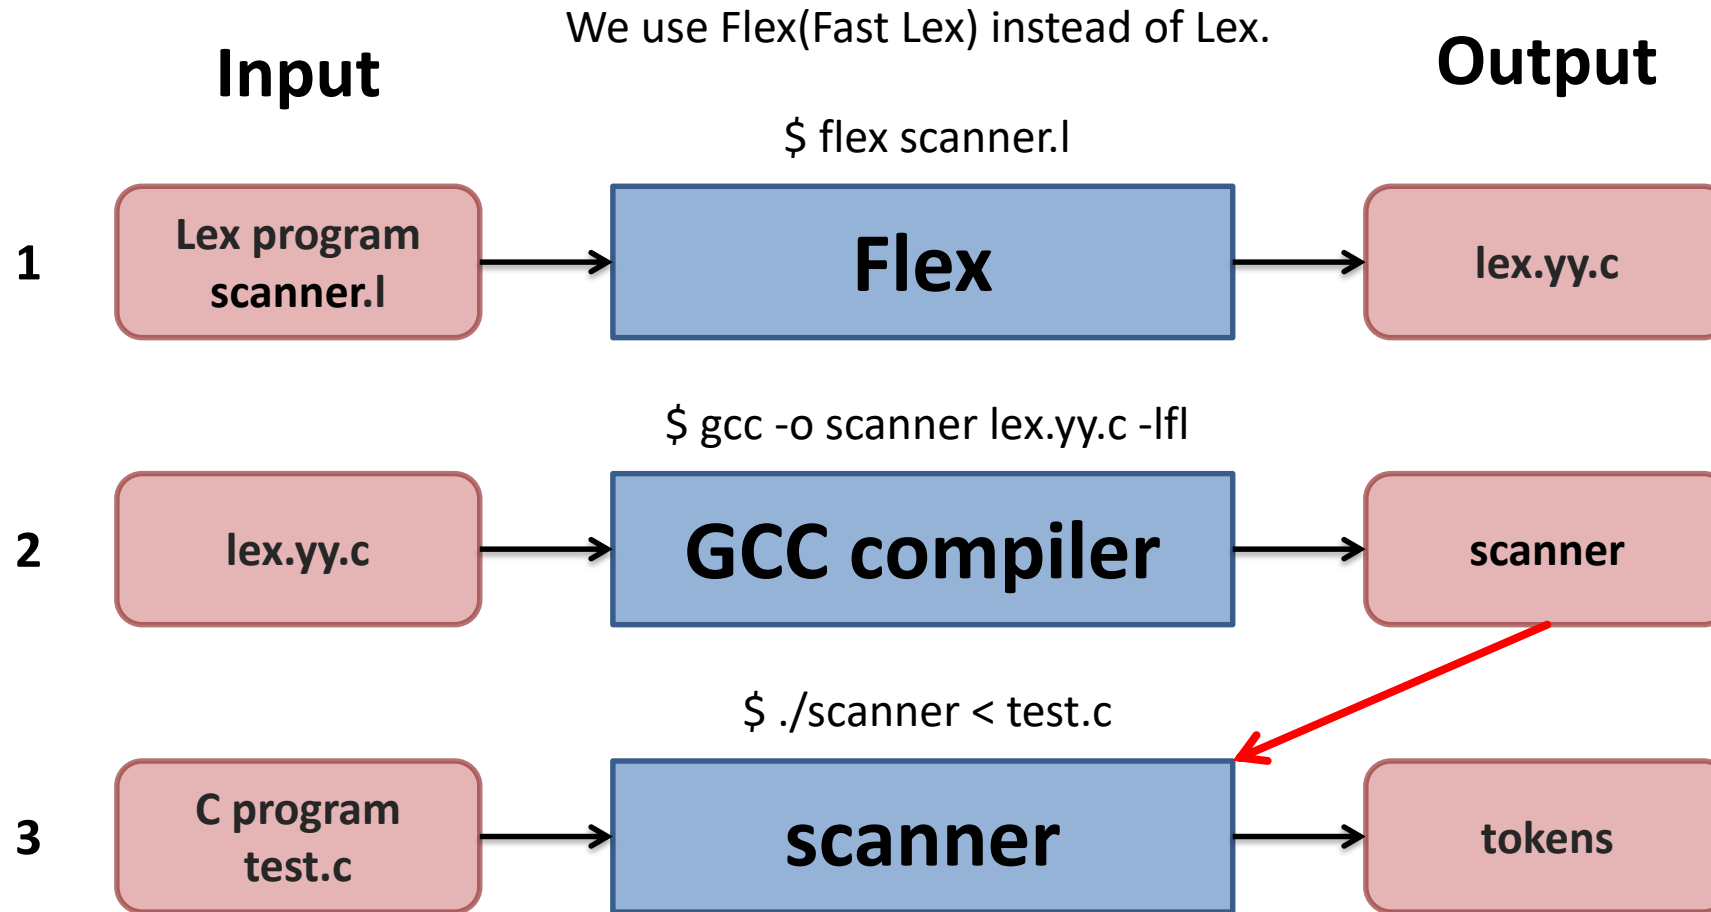 We use Flex(Fast Lex) instead of Lex.
Input
Output
$ flex scanner.l
1
Lex program
scanner.l
Flex
lex.yy.c
$ gcc -o scanner lex.yy.c -lfl
2
lex.yy.c
GCC compiler
scanner
$ ./scanner < test.c
3
C program
test.c
scanner
tokens